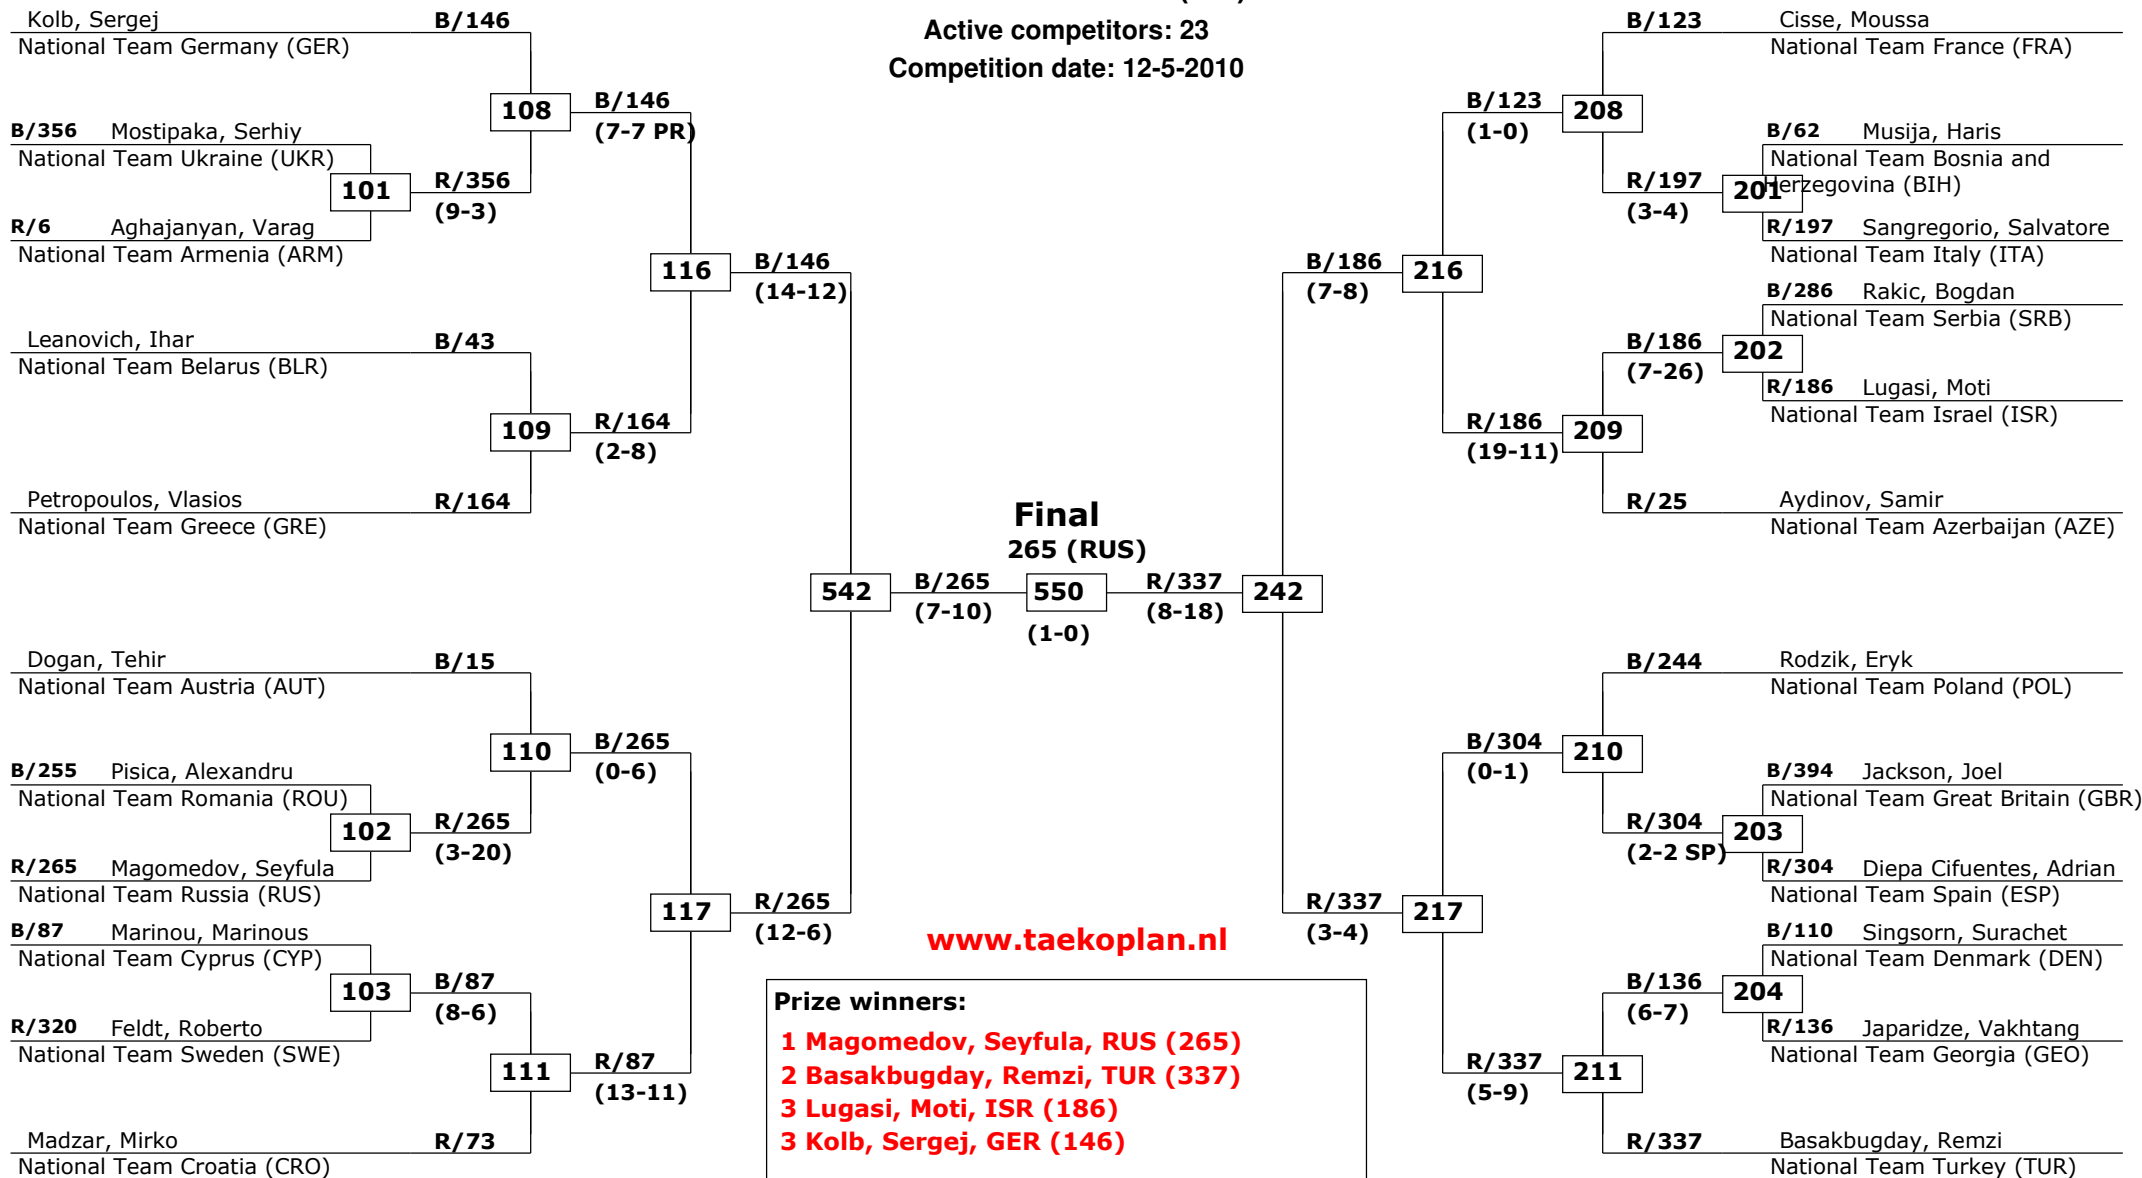 Active competitors: 23
Competition date: 12-5-2010
Kolb, Sergej B/146
National Team Germany (GER)
B/356 Mostipaka, Serhiy
National Team Ukraine (UKR)
R/6 Aghajanyan, Varag
National Team Armenia (ARM)
101
R/356
(9-3)
108
B/146
(7-7 PR)
Leanovich, Ihar B/43
National Team Belarus (BLR)
Petropoulos, Vlasios R/164
National Team Greece (GRE)
109
R/164
(2-8)
116
B/146
(14-12)
Dogan, Tehir B/15
National Team Austria (AUT)
B/255 Pisica, Alexandru
National Team Romania (ROU)
R/265 Magomedov, Seyfula
National Team Russia (RUS)
102
R/265
(3-20)
110
B/265
(0-6)
B/87 Marinou, Marinous
National Team Cyprus (CYP)
R/320 Feldt, Roberto
National Team Sweden (SWE)
103
B/87
(8-6)
Madzar, Mirko R/73
National Team Croatia (CRO)
111
R/87
(13-11)
117
R/265
(12-6)
542
B/265
(7-10)
Final
265 (RUS)
550
(1-0)
R/337
(8-18)
242
B/123 Cisse, Moussa
National Team France (FRA)
B/62 Musija, Haris
National Team Bosnia and
Herzegovina (BIH)
R/197 Sangregorio, Salvatore
National Team Italy (ITA)
201
R/197
(3-4)
208
B/123
(1-0)
B/286 Rakic, Bogdan
National Team Serbia (SRB)
R/186 Lugasi, Moti
National Team Israel (ISR)
202
B/186
(7-26)
R/25 Aydinov, Samir
National Team Azerbaijan (AZE)
209
R/186
(19-11)
216
B/186
(7-8)
B/244 Rodzik, Eryk
National Team Poland (POL)
B/394 Jackson, Joel
National Team Great Britain (GBR)
R/304 Diepa Cifuentes, Adrian
National Team Spain (ESP)
203
R/304
(2-2 SP)
210
B/304
(0-1)
B/110 Singsorn, Surachet
National Team Denmark (DEN)
R/136 Japaridze, Vakhtang
National Team Georgia (GEO)
204
B/136
(6-7)
R/337 Basakbugday, Remzi
National Team Turkey (TUR)
211
R/337
(5-9)
217
R/337
(3-4)
www.taekoplan.nl
Prize winners:
1 Magomedov, Seyfula, RUS (265)
2 Basakbugday, Remzi, TUR (337)
3 Lugasi, Moti, ISR (186)
3 Kolb, Sergej, GER (146)